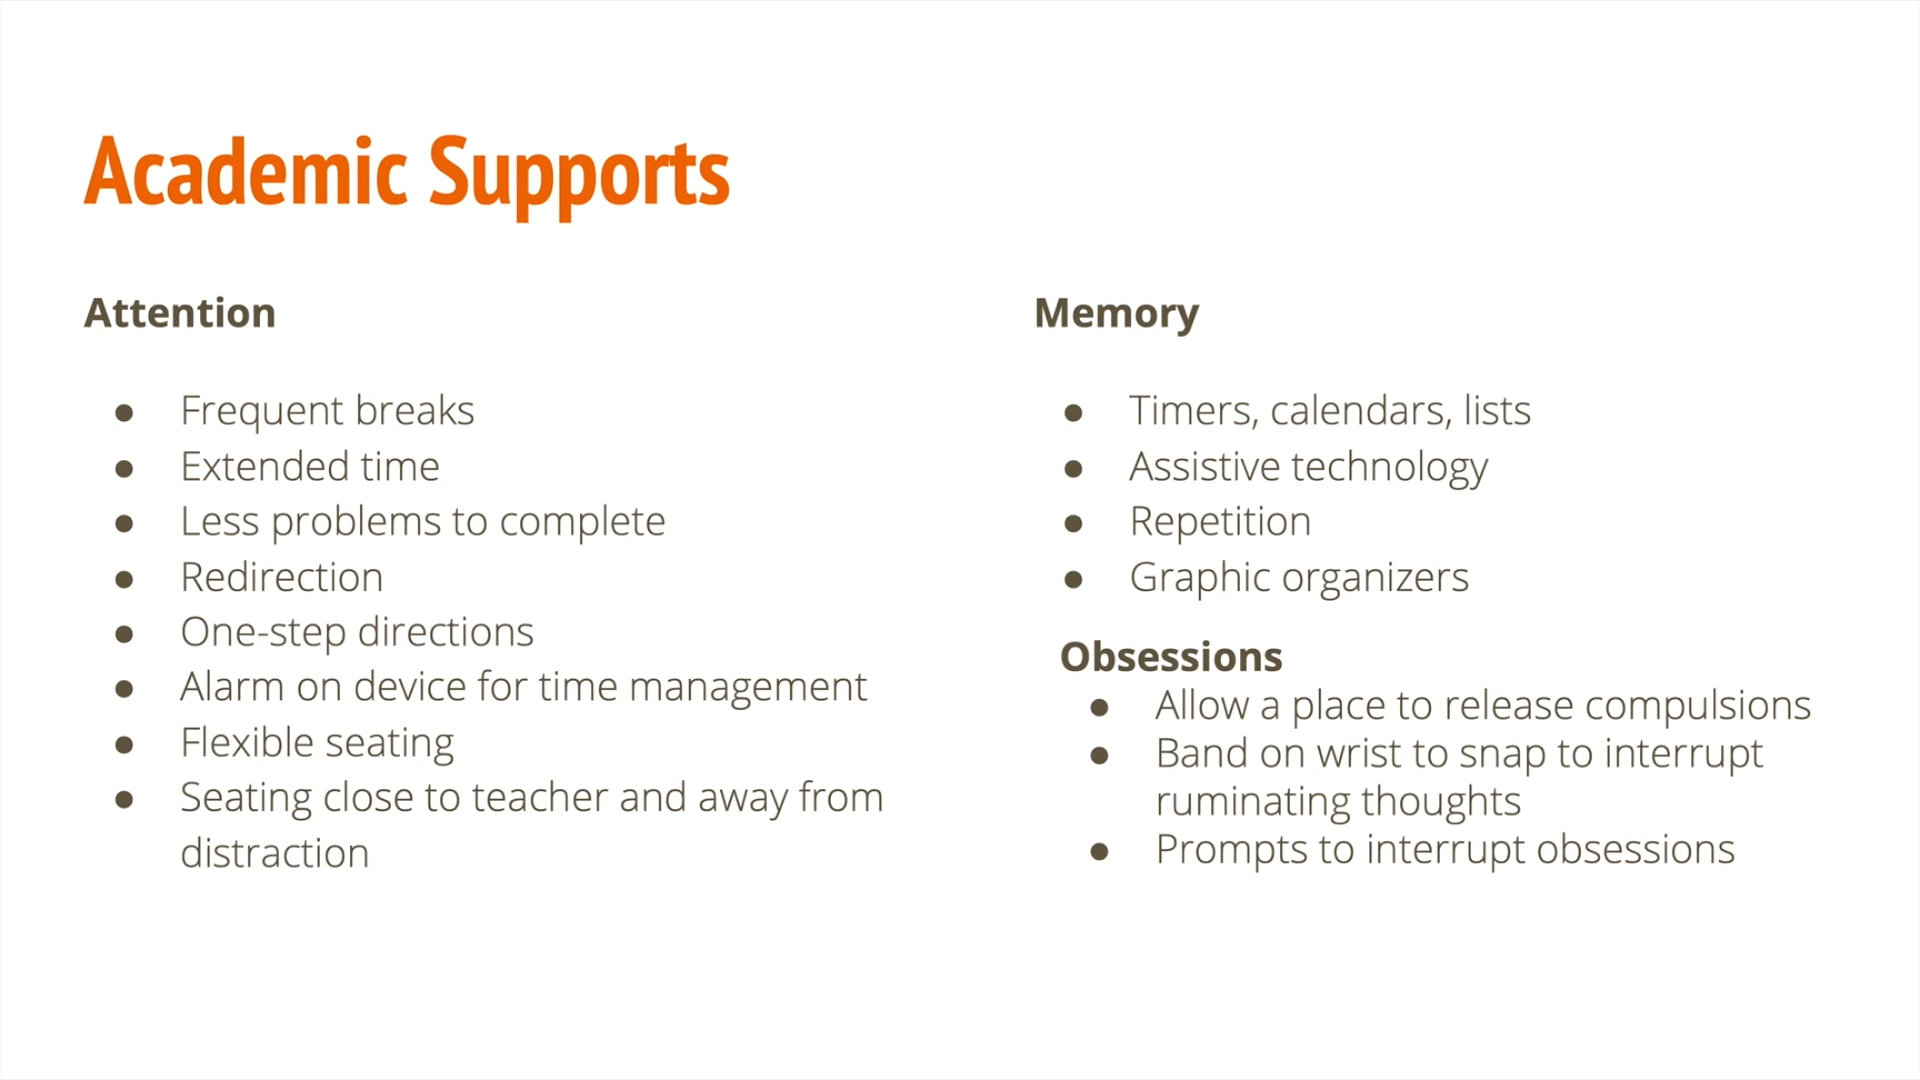 Academic Supports
Attention
● Frequent breaks
● Extended time
● Less problems to complete
● Redirection
● One-step directions
● Alarm on device for time management
● Flexible seating
● Seating close to teacher and away from
distraction
Memory
● Timers, calendars, lists
● Assistive technology
● Repetition
● Graphic organizers
Obsessions
● Allow a place to release compulsions
● Band on wrist to snap to interrupt
ruminating thoughts
● Prompts to interrupt obsessions